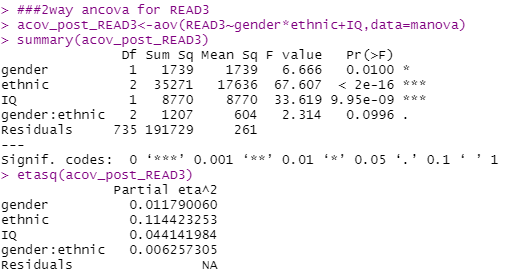 > ###2way ancova for READ3
> acov_post_READ3<-aov(READ3~gender*ethnic+IQ,data=manova)
> summary(acov_post_READ3)
               Df Sum Sq Mean Sq F value   Pr(>F)
gender          1   1739    1739   6.666   0.0100 *
ethnic          2  35271   17636  67.607  < 2e-16 ***
IQ              1   8770    8770  33.619 9.95e-09 ***
gender:ethnic   2   1207     604   2.314   0.0996 .
Residuals     735 191729     261
---
Signif. codes:  0 ‘***’ 0.001 ‘**’ 0.01 ‘*’ 0.05 ‘.’ 0.1 ‘ ’ 1
> etasq(acov_post_READ3)
              Partial eta^2
gender          0.011790060
ethnic          0.114423253
IQ              0.044141984
gender:ethnic   0.006257305
Residuals                NA